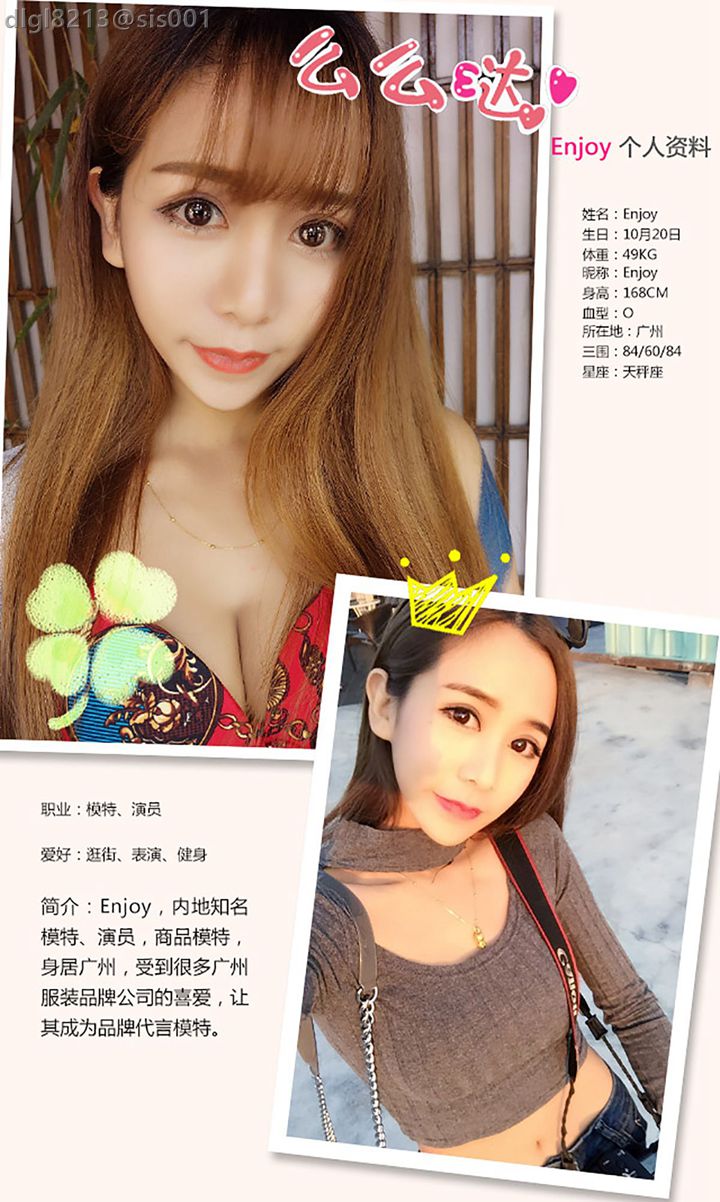 dlgl8213@sis001
么么哒
Enjoy 个人资料
姓名：Enjoy
生日：10月20日
体重：49KG
昵称：Enjoy
身高：168CM
血型：O
所在地：广州
三围：84/60/84
星座：天秤座
职业：模特、演员
爱好：逛街、表演、健身
简介：Enjoy，内地知名
模特、演员，商品模特，
身居广州，受到很多广州
服装品牌公司的喜爱，让
其成为品牌代言模特。
Canon